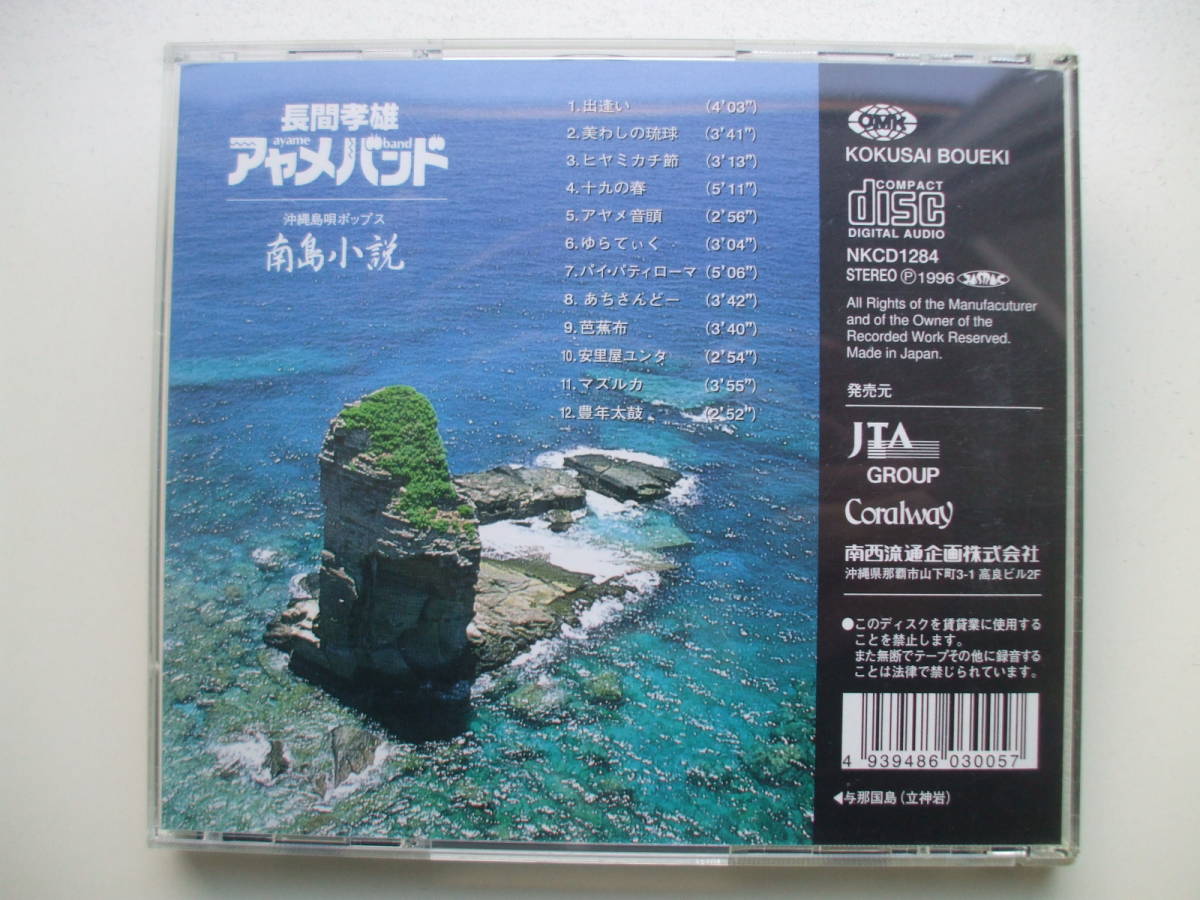 長間孝雄
ayame band
アヤメバンド
沖縄島唄ポップス
南島小説
1.出逢い (4'03")
2.美わしの琉球 (3'41")
3.ヒヤミカチ節 (3'13")
4.十九の春 (5'11")
5.アヤメ音頭 (2'56")
6.ゆらてぃく (3'04")
7.パイ・パティローマ (5'06")
8.あちさんどー (3'42")
9.芭蕉布 (3'40")
10.安里屋ユンタ (2'54")
11.マズルカ (3'55")
12.豊年太鼓 (2'52")
OMK
KOKUSAI BOUEKI
COMPACT
disc
DIGITAL AUDIO
NKCD1284
STEREO Ⓟ1996 JASRAC
All Rights of the Manufacuturer
and of the Owner of the
Recorded Work Reserved.
Made in Japan.
発売元
JTA
GROUP
Coralway
南西流通企画株式会社
沖縄県那覇市山下町3-1 高良ビル2F
●このディスクを賃貸業に使用する
ことを禁止します。
また無断でテープその他に録音する
ことは法律で禁じられています。
4 939486 030057
◀与那国島(立神岩)